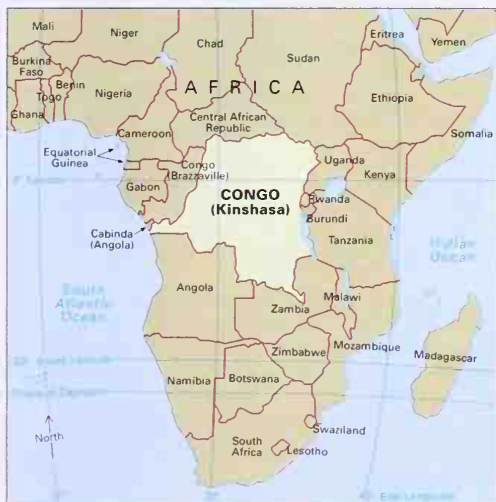 Mali
Niger
Chad
Sudan
Eritrea
Yemen
Burkina
Faso
Benin
Togo
Ghana
Nigeria
AFRICA
Ethiopia
Somalia
Central African
Republic
Cameroon
Equatorial
Guinea
Congo
(Brazzaville)
Gabon
CONGO
(Kinshasa)
Uganda
Kenya
Rwanda
Burundi
Cabinda
(Angola)
Tanzania
Indian
Ocean
South
Atlantic
Ocean
Angola
Zambia
Malawi
Mozambique
Madagascar
Zimbabwe
Namibia
Botswana
Swaziland
South
Africa
Lesotho
North